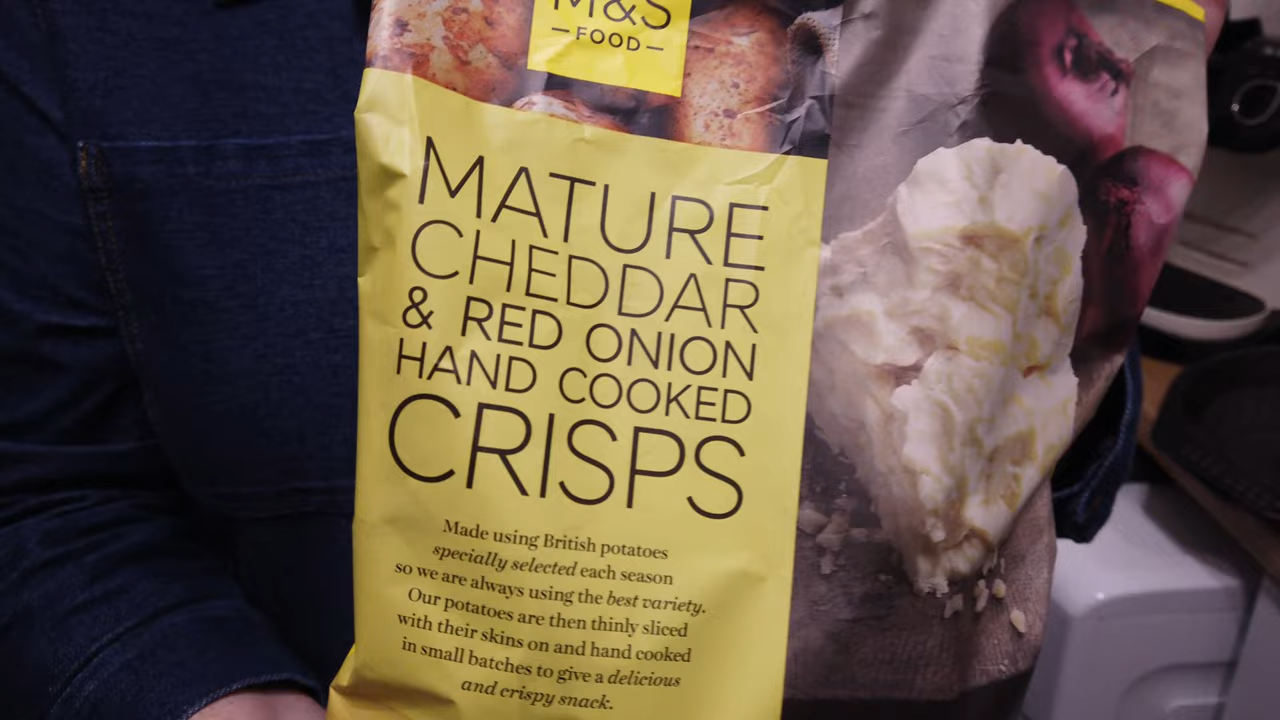 M&S
FOOD
MATURE
CHEDDAR
& RED ONION
HAND COOKED
CRISPS
Made using British potatoes
specially selected each season
so we are always using the best variety.
Our potatoes are then thinly sliced
with their skins on and hand cooked
in small batches to give a delicious
and crispy snack.